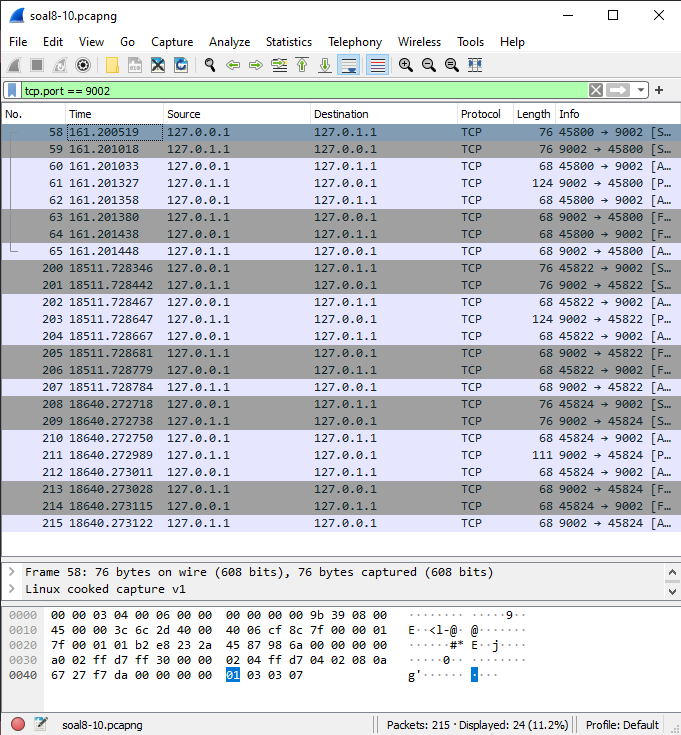 soal8-10.pcapng
File Edit View Go Capture Analyze Statistics Telephony Wireless Tools Help
tcp.port == 9002
No. Time Source Destination Protocol Length Info
58 161.200519 127.0.0.1 127.0.1.1 TCP 76 45800 → 9002 [S…
59 161.201018 127.0.1.1 127.0.0.1 TCP 76 9002 → 45800 [S…
60 161.201033 127.0.0.1 127.0.1.1 TCP 68 45800 → 9002 [A…
61 161.201327 127.0.1.1 127.0.0.1 TCP 124 9002 → 45800 [P…
62 161.201358 127.0.0.1 127.0.1.1 TCP 68 45800 → 9002 [A…
63 161.201380 127.0.1.1 127.0.0.1 TCP 68 9002 → 45800 [F…
64 161.201438 127.0.0.1 127.0.1.1 TCP 68 45800 → 9002 [F…
65 161.201448 127.0.1.1 127.0.0.1 TCP 68 9002 → 45800 [A…
200 18511.728346 127.0.0.1 127.0.1.1 TCP 76 45822 → 9002 [S…
201 18511.728442 127.0.1.1 127.0.0.1 TCP 76 9002 → 45822 [S…
202 18511.728467 127.0.0.1 127.0.1.1 TCP 68 45822 → 9002 [A…
203 18511.728647 127.0.1.1 127.0.0.1 TCP 124 9002 → 45822 [P…
204 18511.728667 127.0.0.1 127.0.1.1 TCP 68 45822 → 9002 [A…
205 18511.728681 127.0.1.1 127.0.0.1 TCP 68 9002 → 45822 [F…
206 18511.728779 127.0.0.1 127.0.1.1 TCP 68 45822 → 9002 [F…
207 18511.728784 127.0.1.1 127.0.0.1 TCP 68 9002 → 45822 [A…
208 18640.272718 127.0.0.1 127.0.1.1 TCP 76 45824 → 9002 [S…
209 18640.272738 127.0.1.1 127.0.0.1 TCP 76 9002 → 45824 [S…
210 18640.272750 127.0.0.1 127.0.1.1 TCP 68 45824 → 9002 [A…
211 18640.272989 127.0.1.1 127.0.0.1 TCP 111 9002 → 45824 [P…
212 18640.273011 127.0.0.1 127.0.1.1 TCP 68 45824 → 9002 [A…
213 18640.273028 127.0.1.1 127.0.0.1 TCP 68 9002 → 45824 [F…
214 18640.273115 127.0.0.1 127.0.1.1 TCP 68 45824 → 9002 [F…
215 18640.273122 127.0.1.1 127.0.0.1 TCP 68 9002 → 45824 [A…
Frame 58: 76 bytes on wire (608 bits), 76 bytes captured (608 bits)
Linux cooked capture v1
0000 00 00 03 04 00 06 00 00 00 00 00 00 9b 39 08 00 ········ ·····9··
0010 45 00 00 3c 6c 2d 40 00 40 06 cf 8c 7f 00 00 01 E··<l-@· @·······
0020 7f 00 01 01 b2 e8 23 2a 45 87 98 6a 00 00 00 00 ······#* E··j····
0030 a0 02 ff d7 ff 30 00 00 02 04 ff d7 04 02 08 0a ·····0·· ········
0040 67 27 f7 da 00 00 00 00 01 03 03 07 g'······ ····
soal8-10.pcapng Packets: 215 · Displayed: 24 (11.2%) Profile: Default